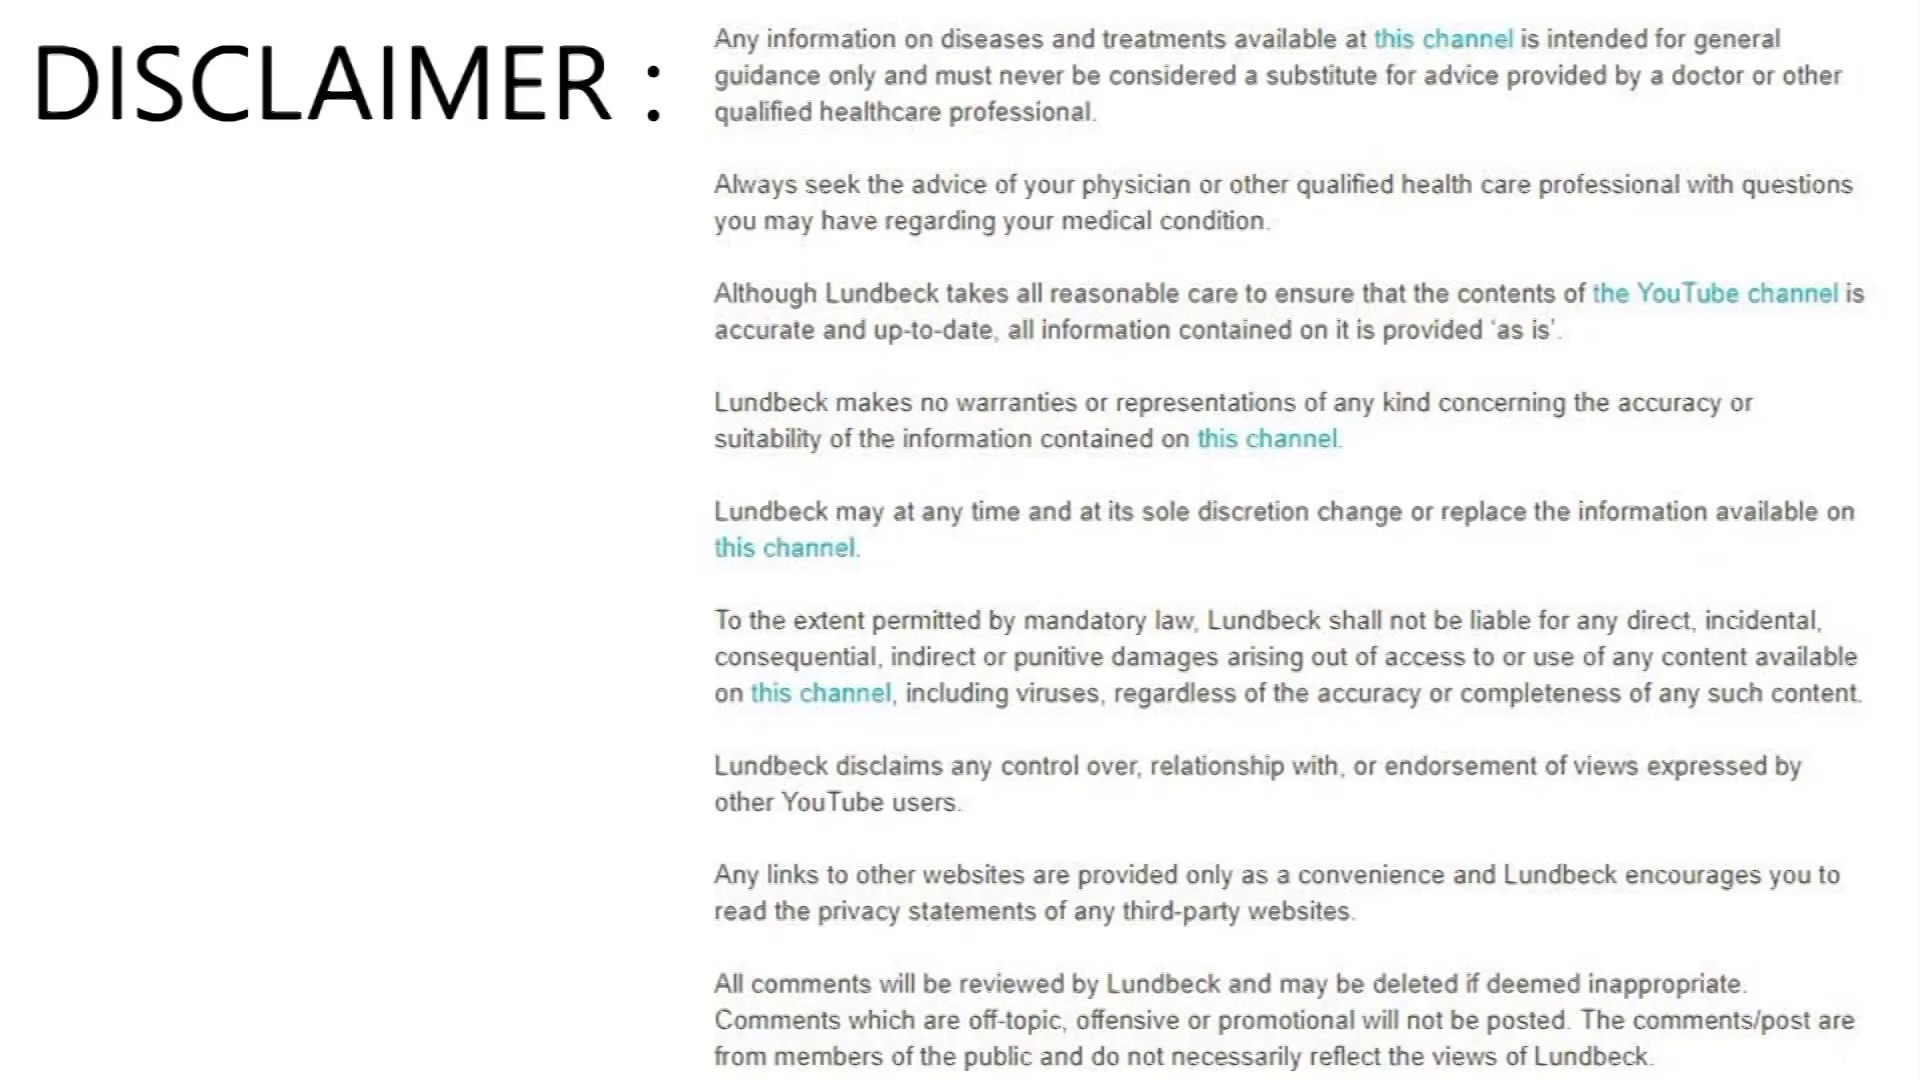 DISCLAIMER :
Any information on diseases and treatments available at this channel is intended for general
guidance only and must never be considered a substitute for advice provided by a doctor or other
qualified healthcare professional.
Always seek the advice of your physician or other qualified health care professional with questions
you may have regarding your medical condition.
Although Lundbeck takes all reasonable care to ensure that the contents of the YouTube channel is
accurate and up-to-date, all information contained on it is provided 'as is'.
Lundbeck makes no warranties or representations of any kind concerning the accuracy or
suitability of the information contained on this channel.
Lundbeck may at any time and at its sole discretion change or replace the information available on
this channel.
To the extent permitted by mandatory law, Lundbeck shall not be liable for any direct, incidental,
consequential, indirect or punitive damages arising out of access to or use of any content available
on this channel, including viruses, regardless of the accuracy or completeness of any such content.
Lundbeck disclaims any control over, relationship with, or endorsement of views expressed by
other YouTube users.
Any links to other websites are provided only as a convenience and Lundbeck encourages you to
read the privacy statements of any third-party websites.
All comments will be reviewed by Lundbeck and may be deleted if deemed inappropriate.
Comments which are off-topic, offensive or promotional will not be posted. The comments/post are
from members of the public and do not necessarily reflect the views of Lundbeck.